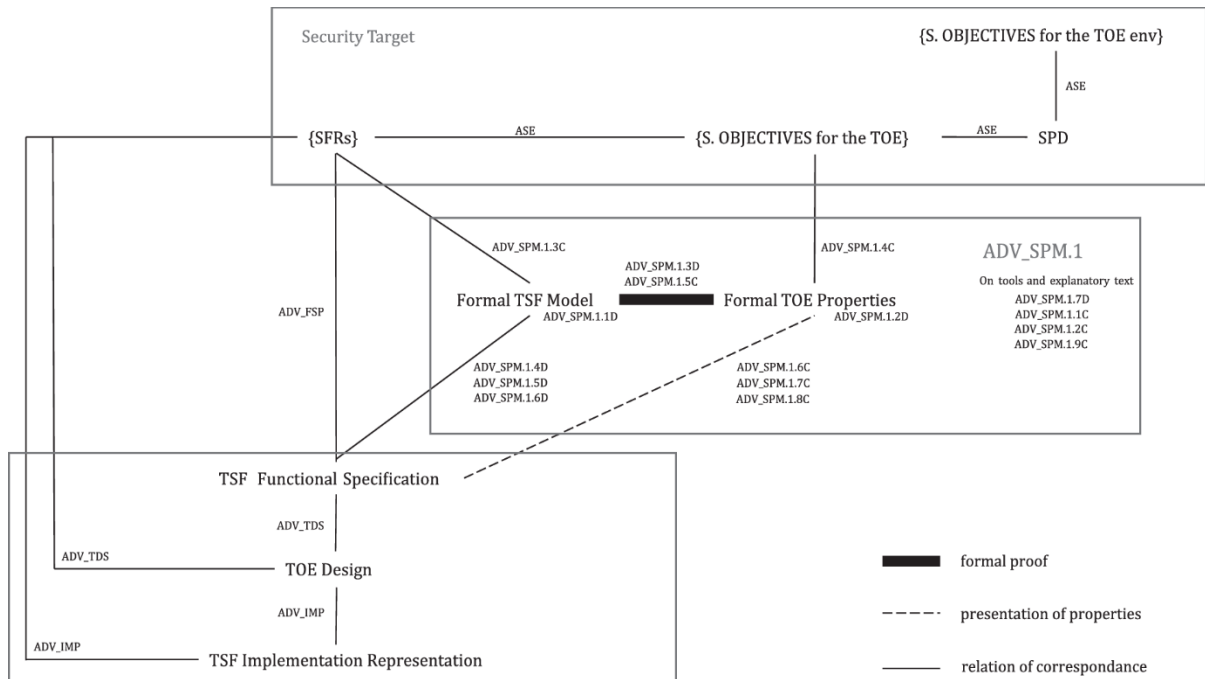 Security Target
{S. OBJECTIVES for the TOE env}
ASE
{SFRs}
ASE
{S. OBJECTIVES for the TOE}
ASE
SPD
ADV_SPM.1.3C
ADV_SPM.1.4C
ADV_SPM.1
ADV_SPM.1.3D
ADV_SPM.1.5C
On tools and explanatory text
ADV_SPM.1.7D
ADV_SPM.1.1C
ADV_SPM.1.2C
ADV_SPM.1.9C
Formal TSF Model
Formal TOE Properties
ADV_SPM.1.1D
ADV_SPM.1.2D
ADV_FSP
ADV_SPM.1.4D
ADV_SPM.1.5D
ADV_SPM.1.6D
ADV_SPM.1.6C
ADV_SPM.1.7C
ADV_SPM.1.8C
TSF Functional Specification
ADV_TDS
ADV_TDS
TOE Design
ADV_IMP
ADV_IMP
TSF Implementation Representation
formal proof
presentation of properties
relation of correspondance